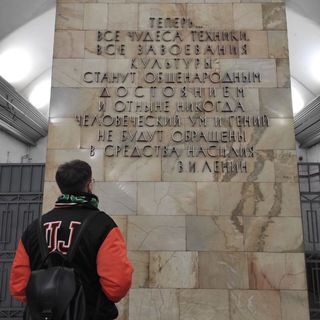 ТЕПЕРЬ...
ВСЕ ЧУДЕСА ТЕХНИКИ,
ВСЕ ЗАВОЕВАНИЯ
КУЛЬТУРЫ
СТАНУТ ОБЩЕНАРОДНЫМ
ДОСТОЯНИЕМ
И ОТНЫНЕ НИКОГДА
ЧЕЛОВЕЧЕСКИЙ УМ И ГЕНИЙ
НЕ БУДУТ ОБРАЩЕНЫ
В СРЕДСТВА НАСИЛИЯ
В.И.ЛЕНИН